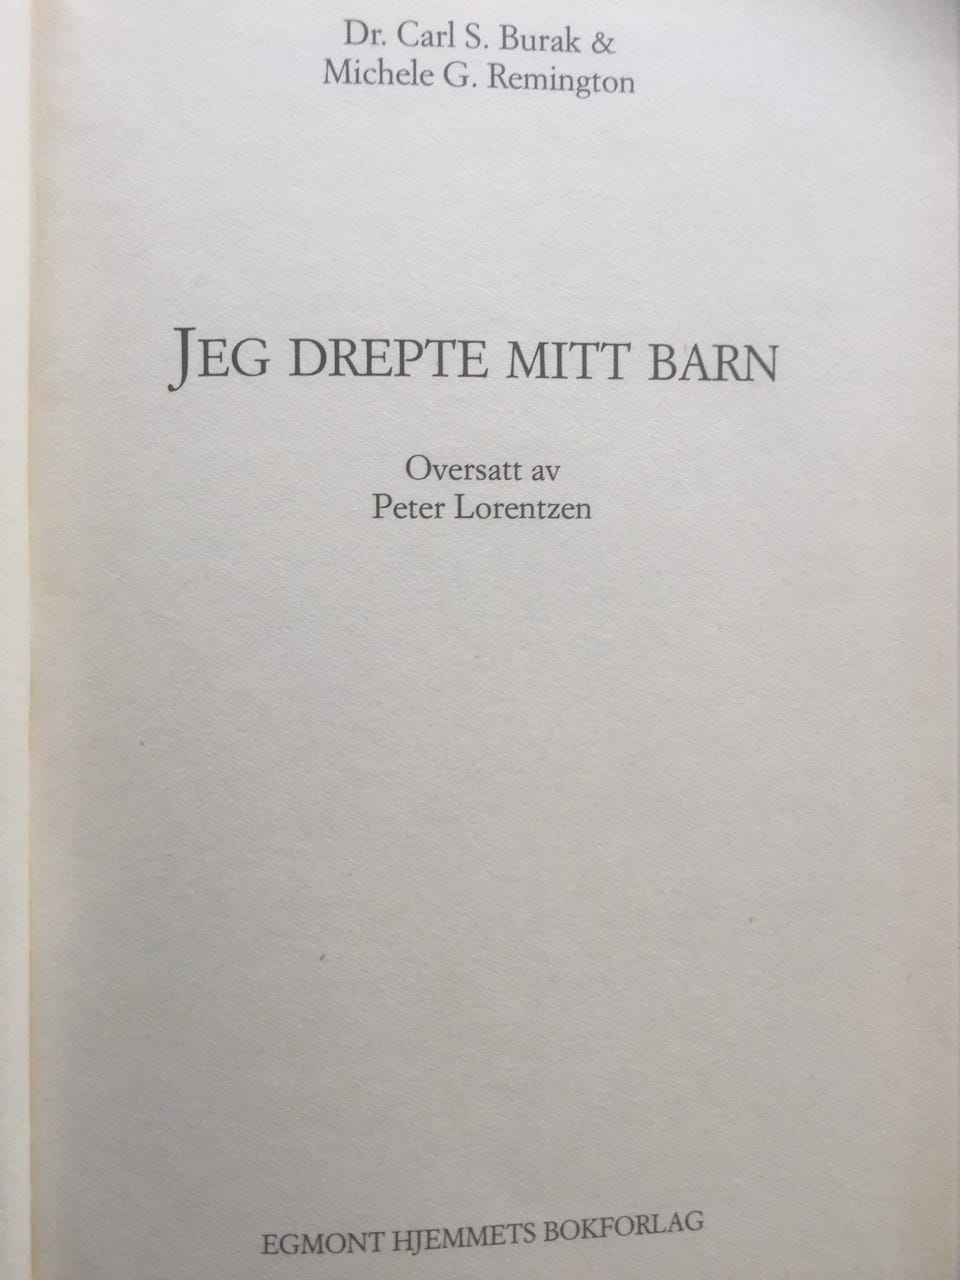 Dr. Carl S. Burak &
Michele G. Remington
JEG DREPTE MITT BARN
Oversatt av
Peter Lorentzen
EGMONT HJEMMETS BOKFORLAG